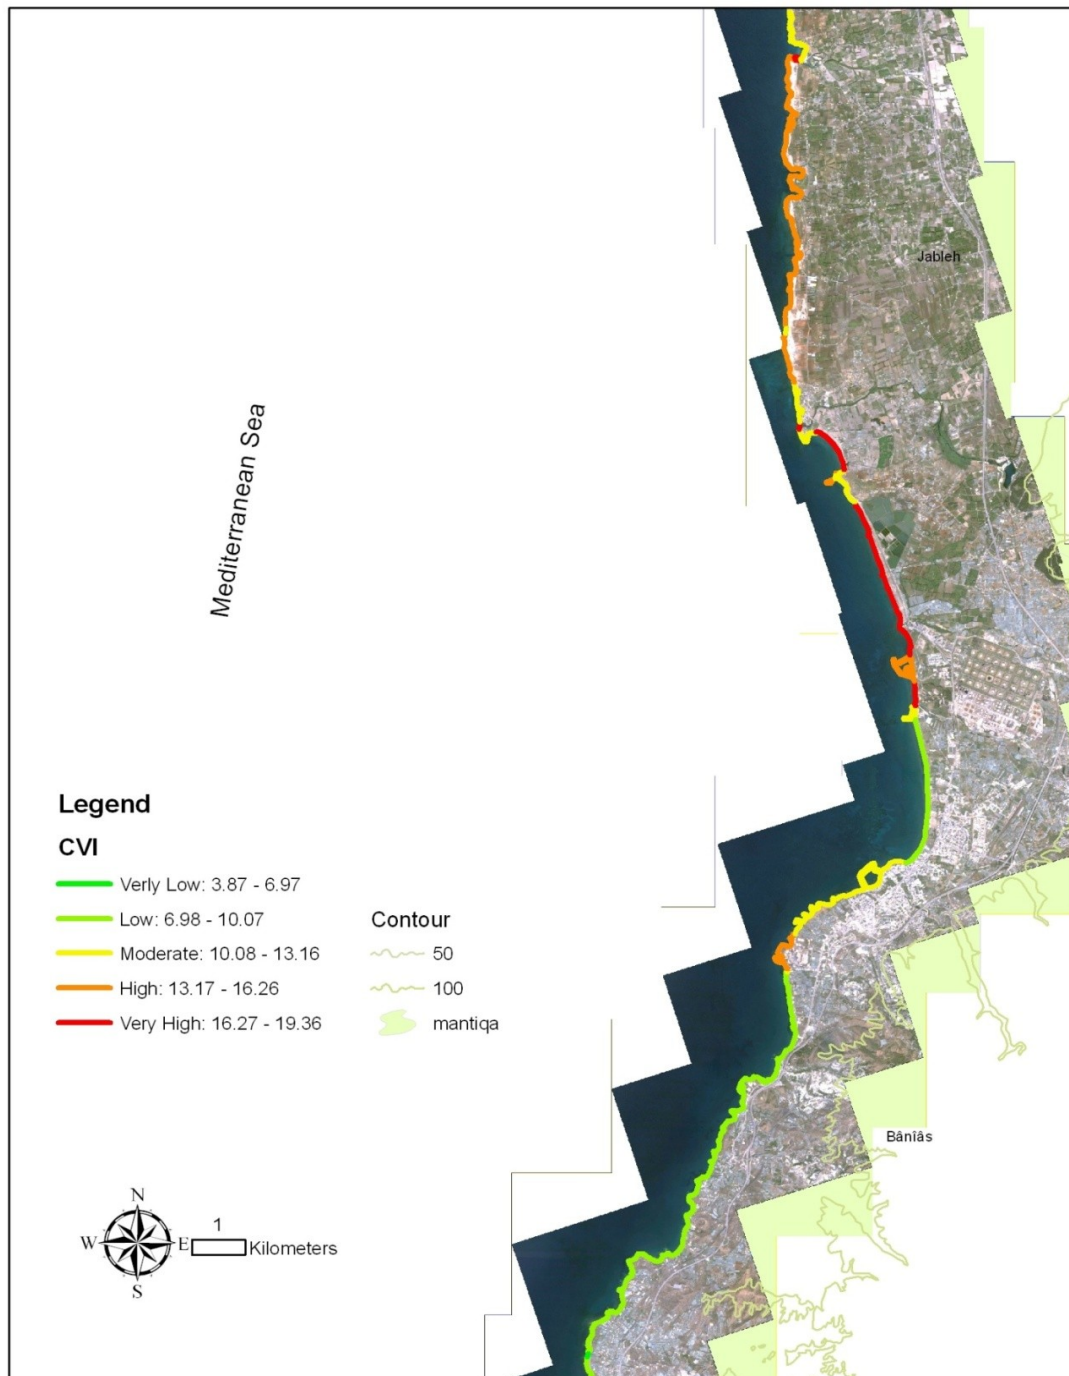 Jableh
Mediterranean Sea
Legend
CVI
Verly Low: 3.87 - 6.97
Low: 6.98 - 10.07
Moderate: 10.08 - 13.16
High: 13.17 - 16.26
Very High: 16.27 - 19.36
Contour
50
100
mantiqa
Bânîâs
N
W
E
S
1
Kilometers